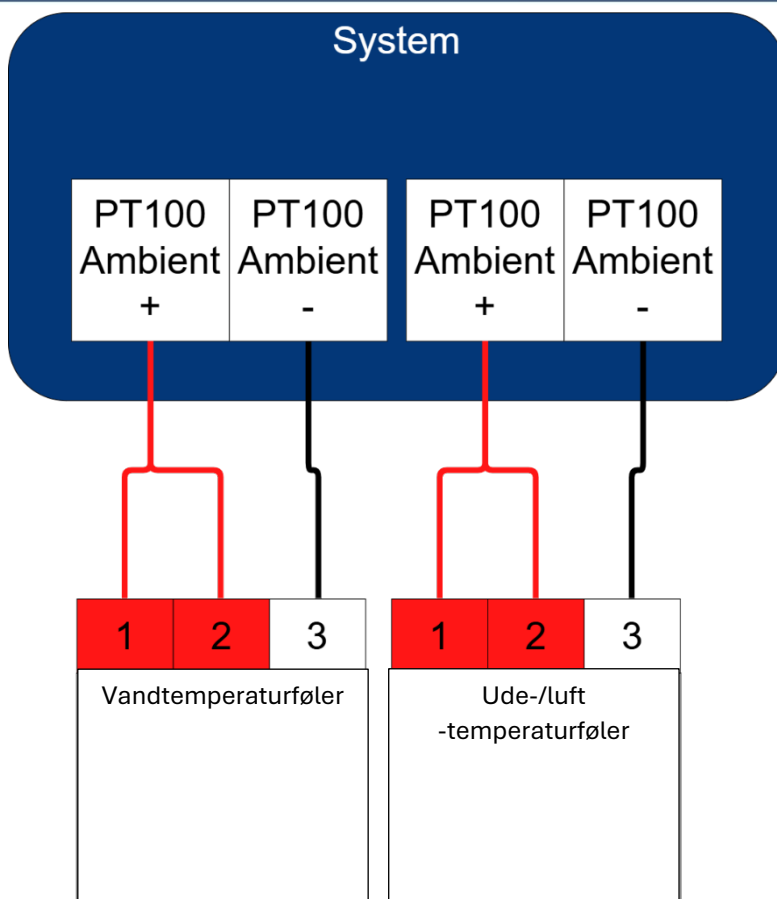 System
PT100 PT100 PT100 PT100
Ambient Ambient Ambient Ambient
+ - + -
1 2 3 1 2 3
Vandtemperaturføler Ude-/luft
-temperaturføler